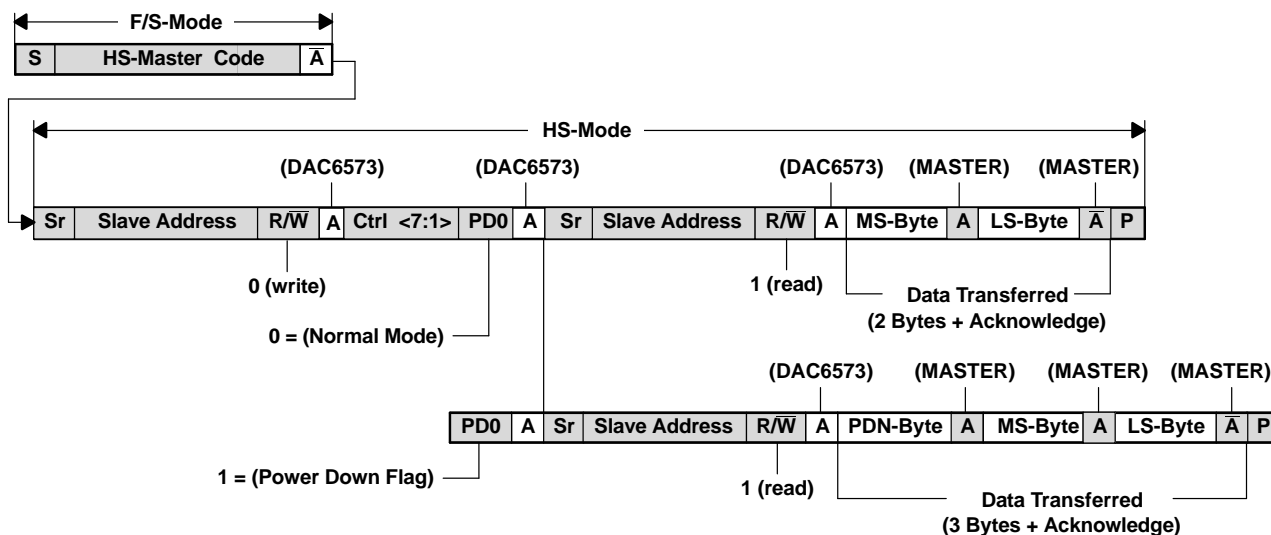 F/S-Mode
S HS-Master Code A̅
HS-Mode
(DAC6573) (DAC6573) (DAC6573) (MASTER) (MASTER)
Sr Slave Address R/W̅ A Ctrl <7:1> PD0 A Sr Slave Address R/W̅ A MS-Byte A LS-Byte A̅ P
0 (write) 1 (read) Data Transferred
(2 Bytes + Acknowledge)
0 = (Normal Mode)
(DAC6573) (MASTER) (MASTER) (MASTER)
PD0 A Sr Slave Address R/W̅ A PDN-Byte A MS-Byte A LS-Byte A̅ P
1 = (Power Down Flag) 1 (read) Data Transferred
(3 Bytes + Acknowledge)